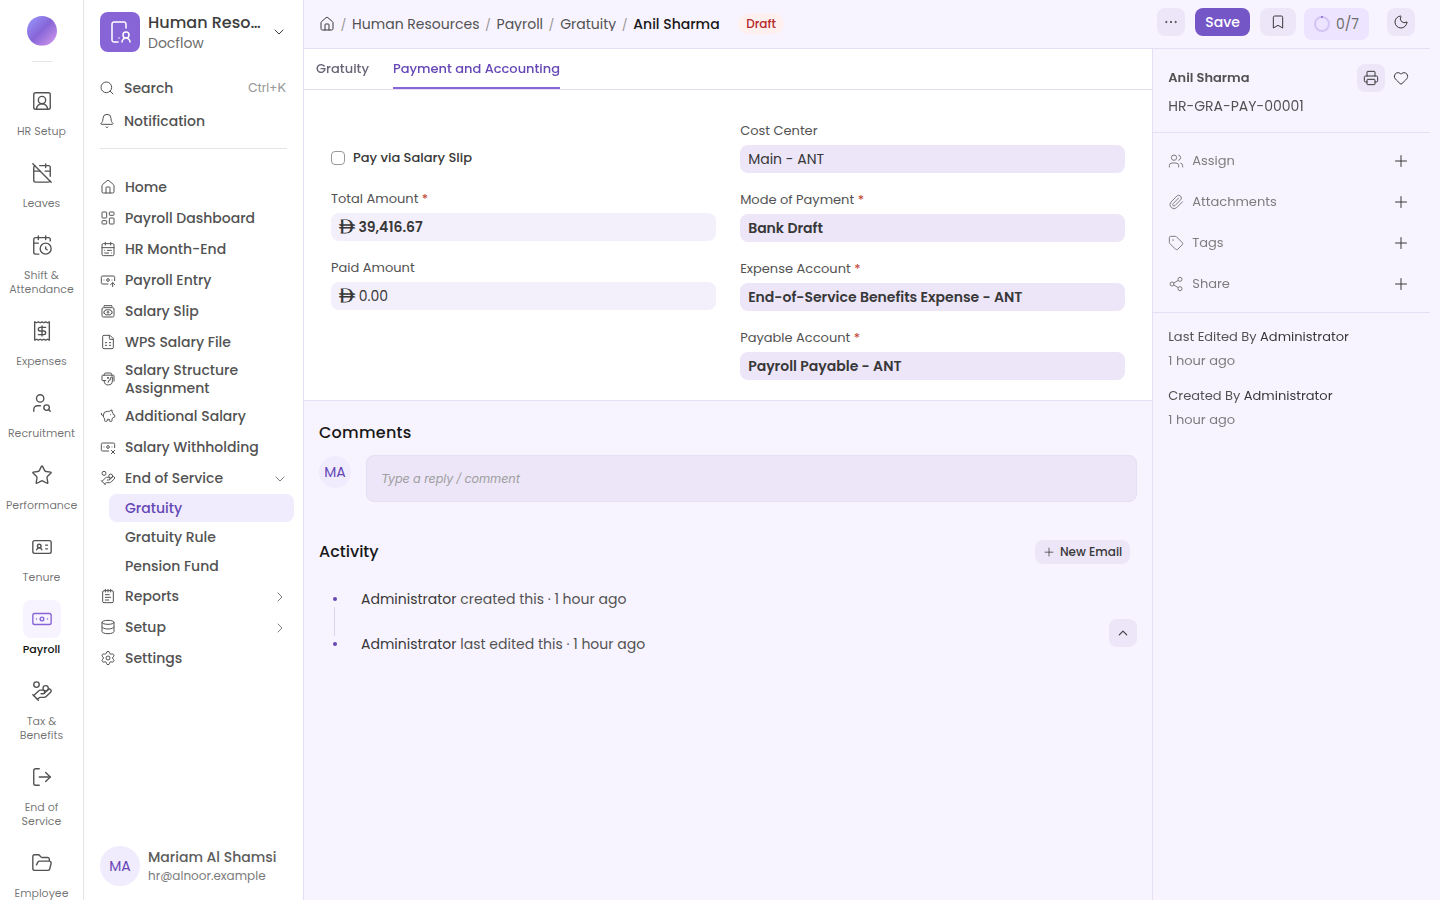 HR Setup
Leaves
Shift &
Attendance
Expenses
Recruitment
Performance
Tenure
Payroll
Tax &
Benefits
End of
Service
Employee
Human Reso...
Docflow
Search Ctrl+K
Notification
Home
Payroll Dashboard
HR Month-End
Payroll Entry
Salary Slip
WPS Salary File
Salary Structure
Assignment
Additional Salary
Salary Withholding
End of Service
Gratuity
Gratuity Rule
Pension Fund
Reports
Setup
Settings
MA
Mariam Al Shamsi
hr@alnoor.example
/ Human Resources / Payroll / Gratuity / Anil Sharma Draft
Save
0/7
Gratuity Payment and Accounting
Pay via Salary Slip
Total Amount *
39,416.67
Paid Amount
0.00
Cost Center
Main - ANT
Mode of Payment *
Bank Draft
Expense Account *
End-of-Service Benefits Expense - ANT
Payable Account *
Payroll Payable - ANT
Comments
MA
Type a reply / comment
Activity
New Email
Administrator created this · 1 hour ago
Administrator last edited this · 1 hour ago
Anil Sharma
HR-GRA-PAY-00001
Assign
Attachments
Tags
Share
Last Edited By Administrator
1 hour ago
Created By Administrator
1 hour ago